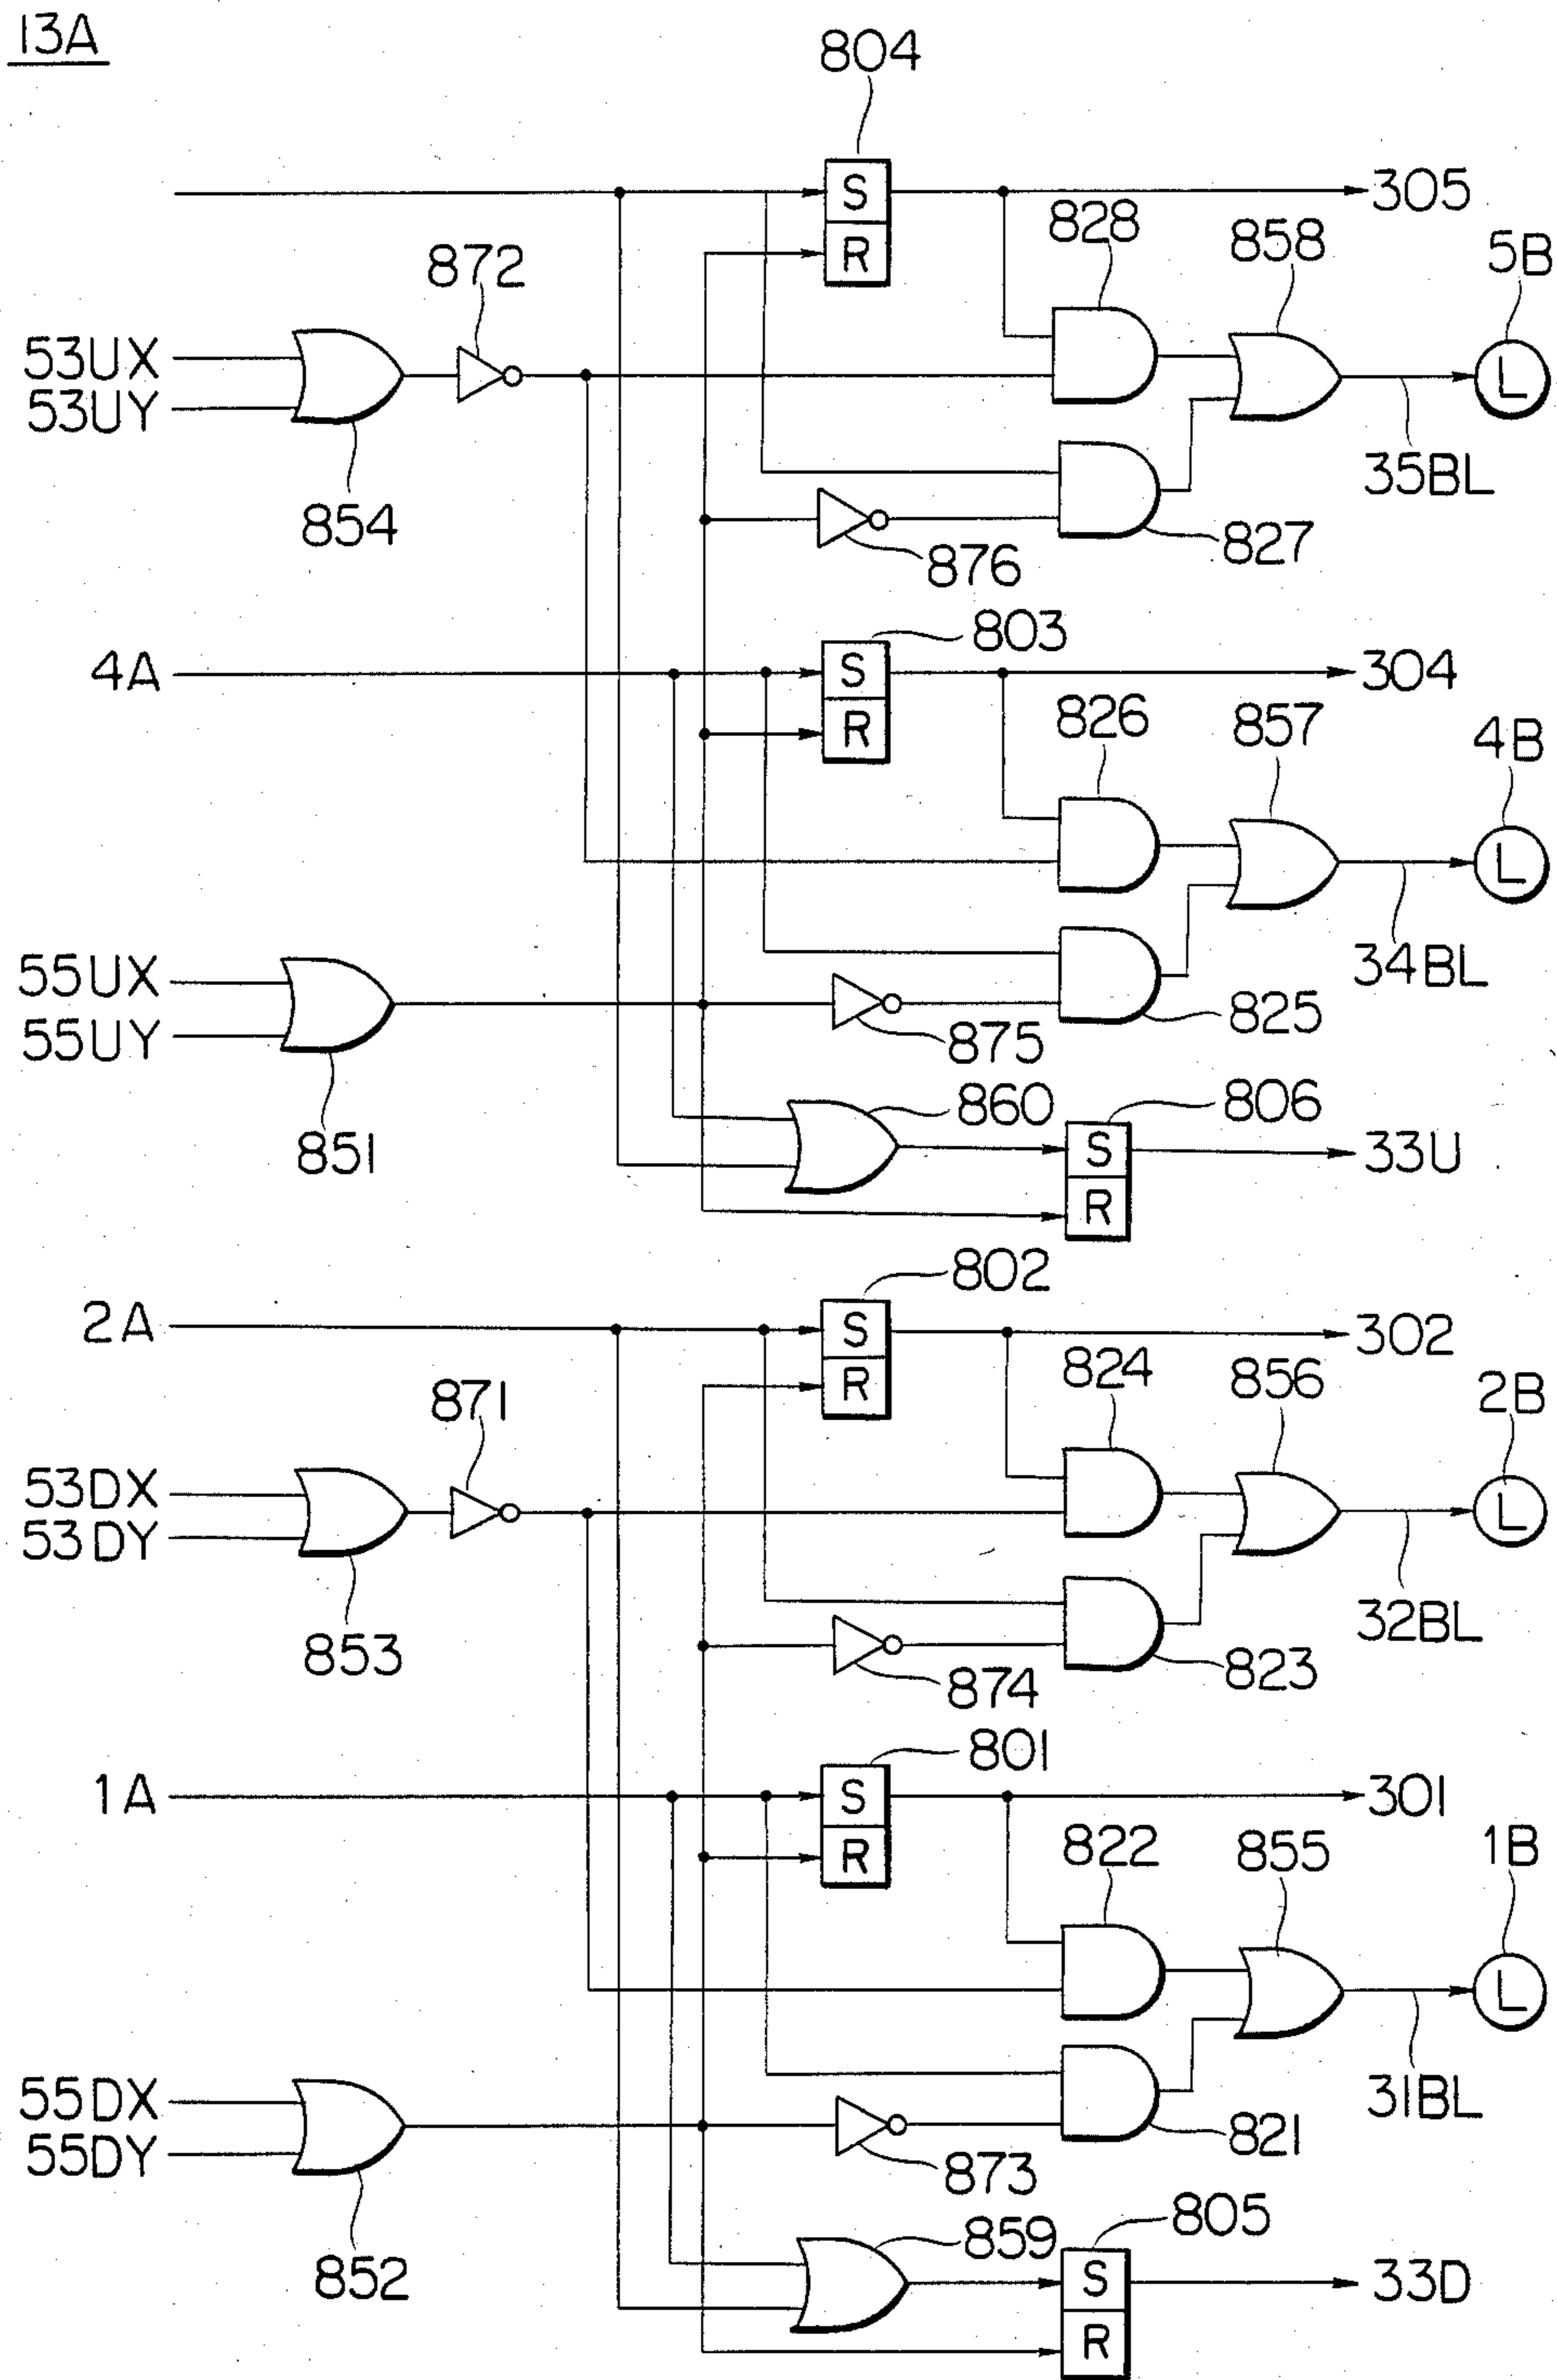 13A
804
S
305
R
828
858
5B
872
53UX
53UY
L
854
35BL
827
876
803
4A
S
304
R
826
857
4B
L
55UX
34BL
55UY
825
875
851
860
806
S
33U
R
802
2A
S
302
R
824
856
2B
871
53DX
53DY
L
853
32BL
823
874
801
1A
S
301
R
822
855
1B
L
55DX
31BL
55DY
821
873
852
859
805
S
33D
R